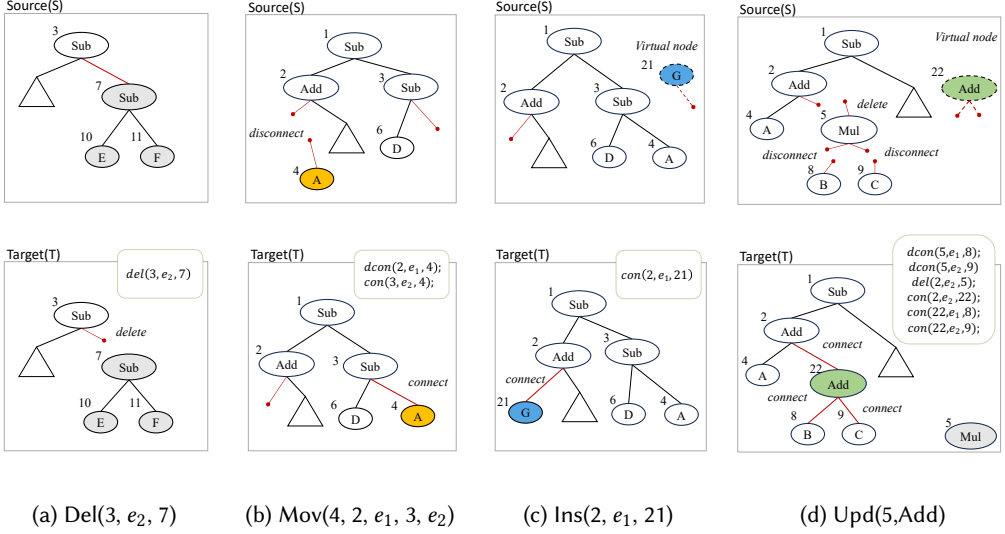 Source(S)
3
Sub
7
Sub
10
11
E
F
Source(S)
1
Sub
2
3
Add
Sub
disconnect
6
D
4
A
Source(S)
1
Sub
Virtual node
21
G
2
3
Add
Sub
6
4
D
A
Source(S)
1
Sub
Virtual node
2
22
Add
Add
delete
4
5
A
Mul
disconnect
disconnect
8
9
B
C
Target(T)
del(3, e2, 7)
3
Sub
delete
7
Sub
10
11
E
F
Target(T)
dcon(2, e1, 4);
con(3, e2, 4);
1
Sub
2
3
Add
Sub
connect
6
4
D
A
Target(T)
con(2, e1, 21)
1
Sub
2
3
Add
Sub
connect
21
6
4
G
D
A
Target(T)
dcon(5,e1,8);
dcon(5,e2,9)
del(2,e2,5);
con(2,e2,22);
con(22,e1,8);
con(22,e2,9);
1
Sub
2
Add
connect
4
22
A
Add
connect
connect
8
9
B
C
5
Mul
(a) Del(3, e2, 7)
(b) Mov(4, 2, e1, 3, e2)
(c) Ins(2, e1, 21)
(d) Upd(5,Add)